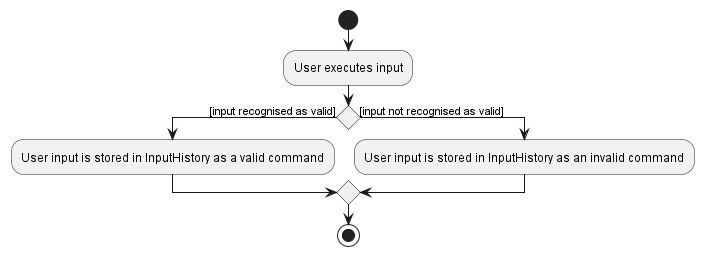 User executes input
[input recognised as valid]
[input not recognised as valid]
User input is stored in InputHistory as a valid command
User input is stored in InputHistory as an invalid command